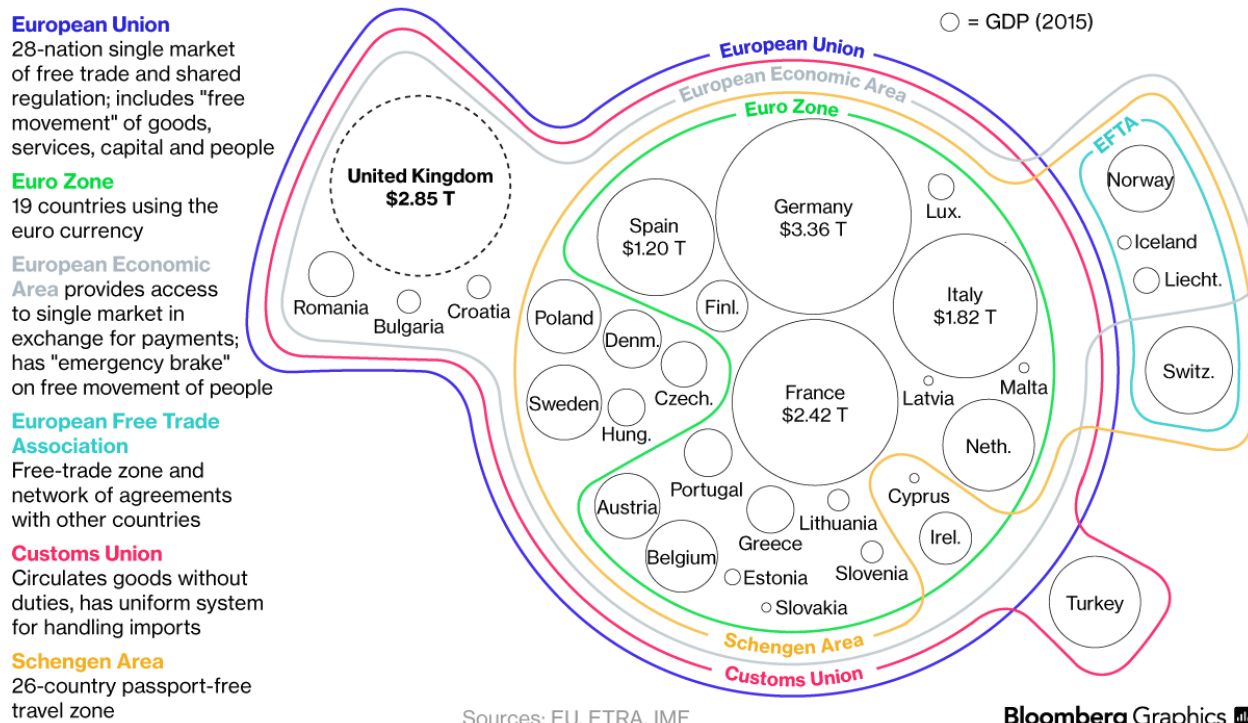 European Union
28-nation single market
of free trade and shared
regulation; includes "free
movement" of goods,
services, capital and people
Euro Zone
19 countries using the
euro currency
European Economic
Area provides access
to single market in
exchange for payments;
has "emergency brake"
on free movement of people
European Free Trade
Association
Free-trade zone and
network of agreements
with other countries
Customs Union
Circulates goods without
duties, has uniform system
for handling imports
Schengen Area
26-country passport-free
travel zone
= GDP (2015)
European Union
European Economic Area
Euro Zone
EFTA
United Kingdom
$2.85 T
Romania
Bulgaria
Croatia
Spain
$1.20 T
Germany
$3.36 T
Lux.
Italy
$1.82 T
Norway
Iceland
Liecht.
Switz.
Poland
Denm.
Finl.
Sweden
Czech.
Hung.
France
$2.42 T
Latvia
Malta
Neth.
Portugal
Austria
Belgium
Greece
Lithuania
Cyprus
Irel.
Slovenia
Estonia
Slovakia
Turkey
Schengen Area
Customs Union
Sources: EU, EFTA, IMF
Bloomberg Graphics